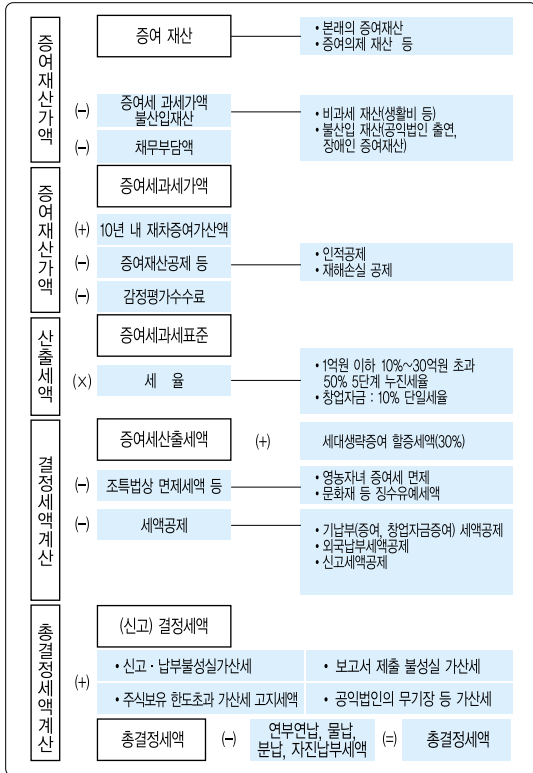 증여재산가액
증여 재산
• 본래의 증여재산
• 증여의제 재산 등
(−)
증여세 과세가액
불산입재산
• 비과세 재산(생활비 등)
• 불산입 재산(공익법인 출연,
장애인 증여재산)
(−)
채무부담액
증여재산가액
증여세과세가액
(+)
10년 내 재차증여가산액
(−)
증여재산공제 등
• 인적공제
• 재해손실 공제
(−)
감정평가수수료
산출세액
증여세과세표준
(×)
세 율
• 1억원 이하 10%~30억원 초과
50% 5단계 누진세율
• 창업자금 : 10% 단일세율
결정세액계산
증여세산출세액
(+)
세대생략증여 할증세액(30%)
(−)
조특법상 면제세액 등
• 영농자녀 증여세 면제
• 문화재 등 징수유예세액
(−)
세액공제
• 기납부(증여, 창업자금증여) 세액공제
• 외국납부세액공제
• 신고세액공제
총결정세액계산
(신고) 결정세액
(+)
• 신고 · 납부불성실가산세
• 보고서 제출 불성실 가산세
• 주식보유 한도초과 가산세 고지세액
• 공익법인의 무기장 등 가산세
총결정세액
(−)
연부연납, 물납,
분납, 자진납부세액
(=)
총결정세액